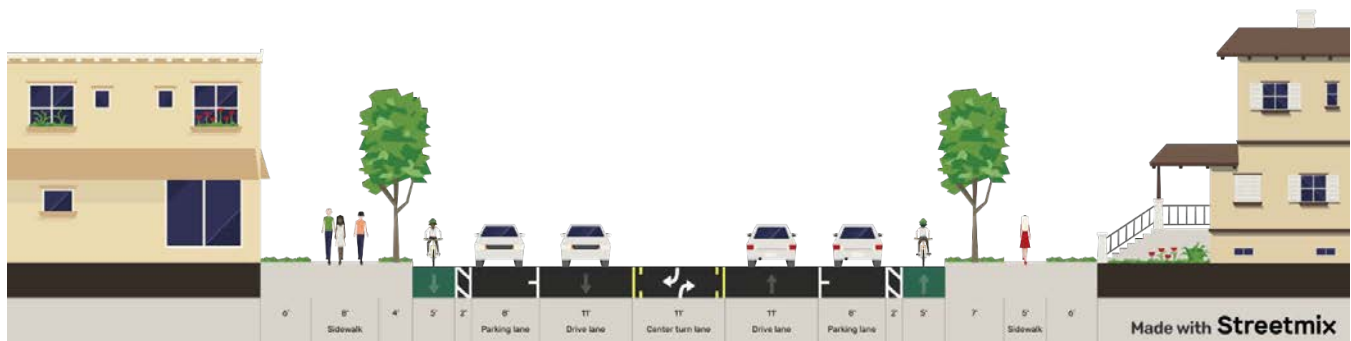 6' 8' 4' 5' 2' 8' 11' 11' 11' 8' 2' 5' 7' 5' 6'
Sidewalk Parking lane Drive lane Center turn lane Drive lane Parking lane Sidewalk
Made with Streetmix